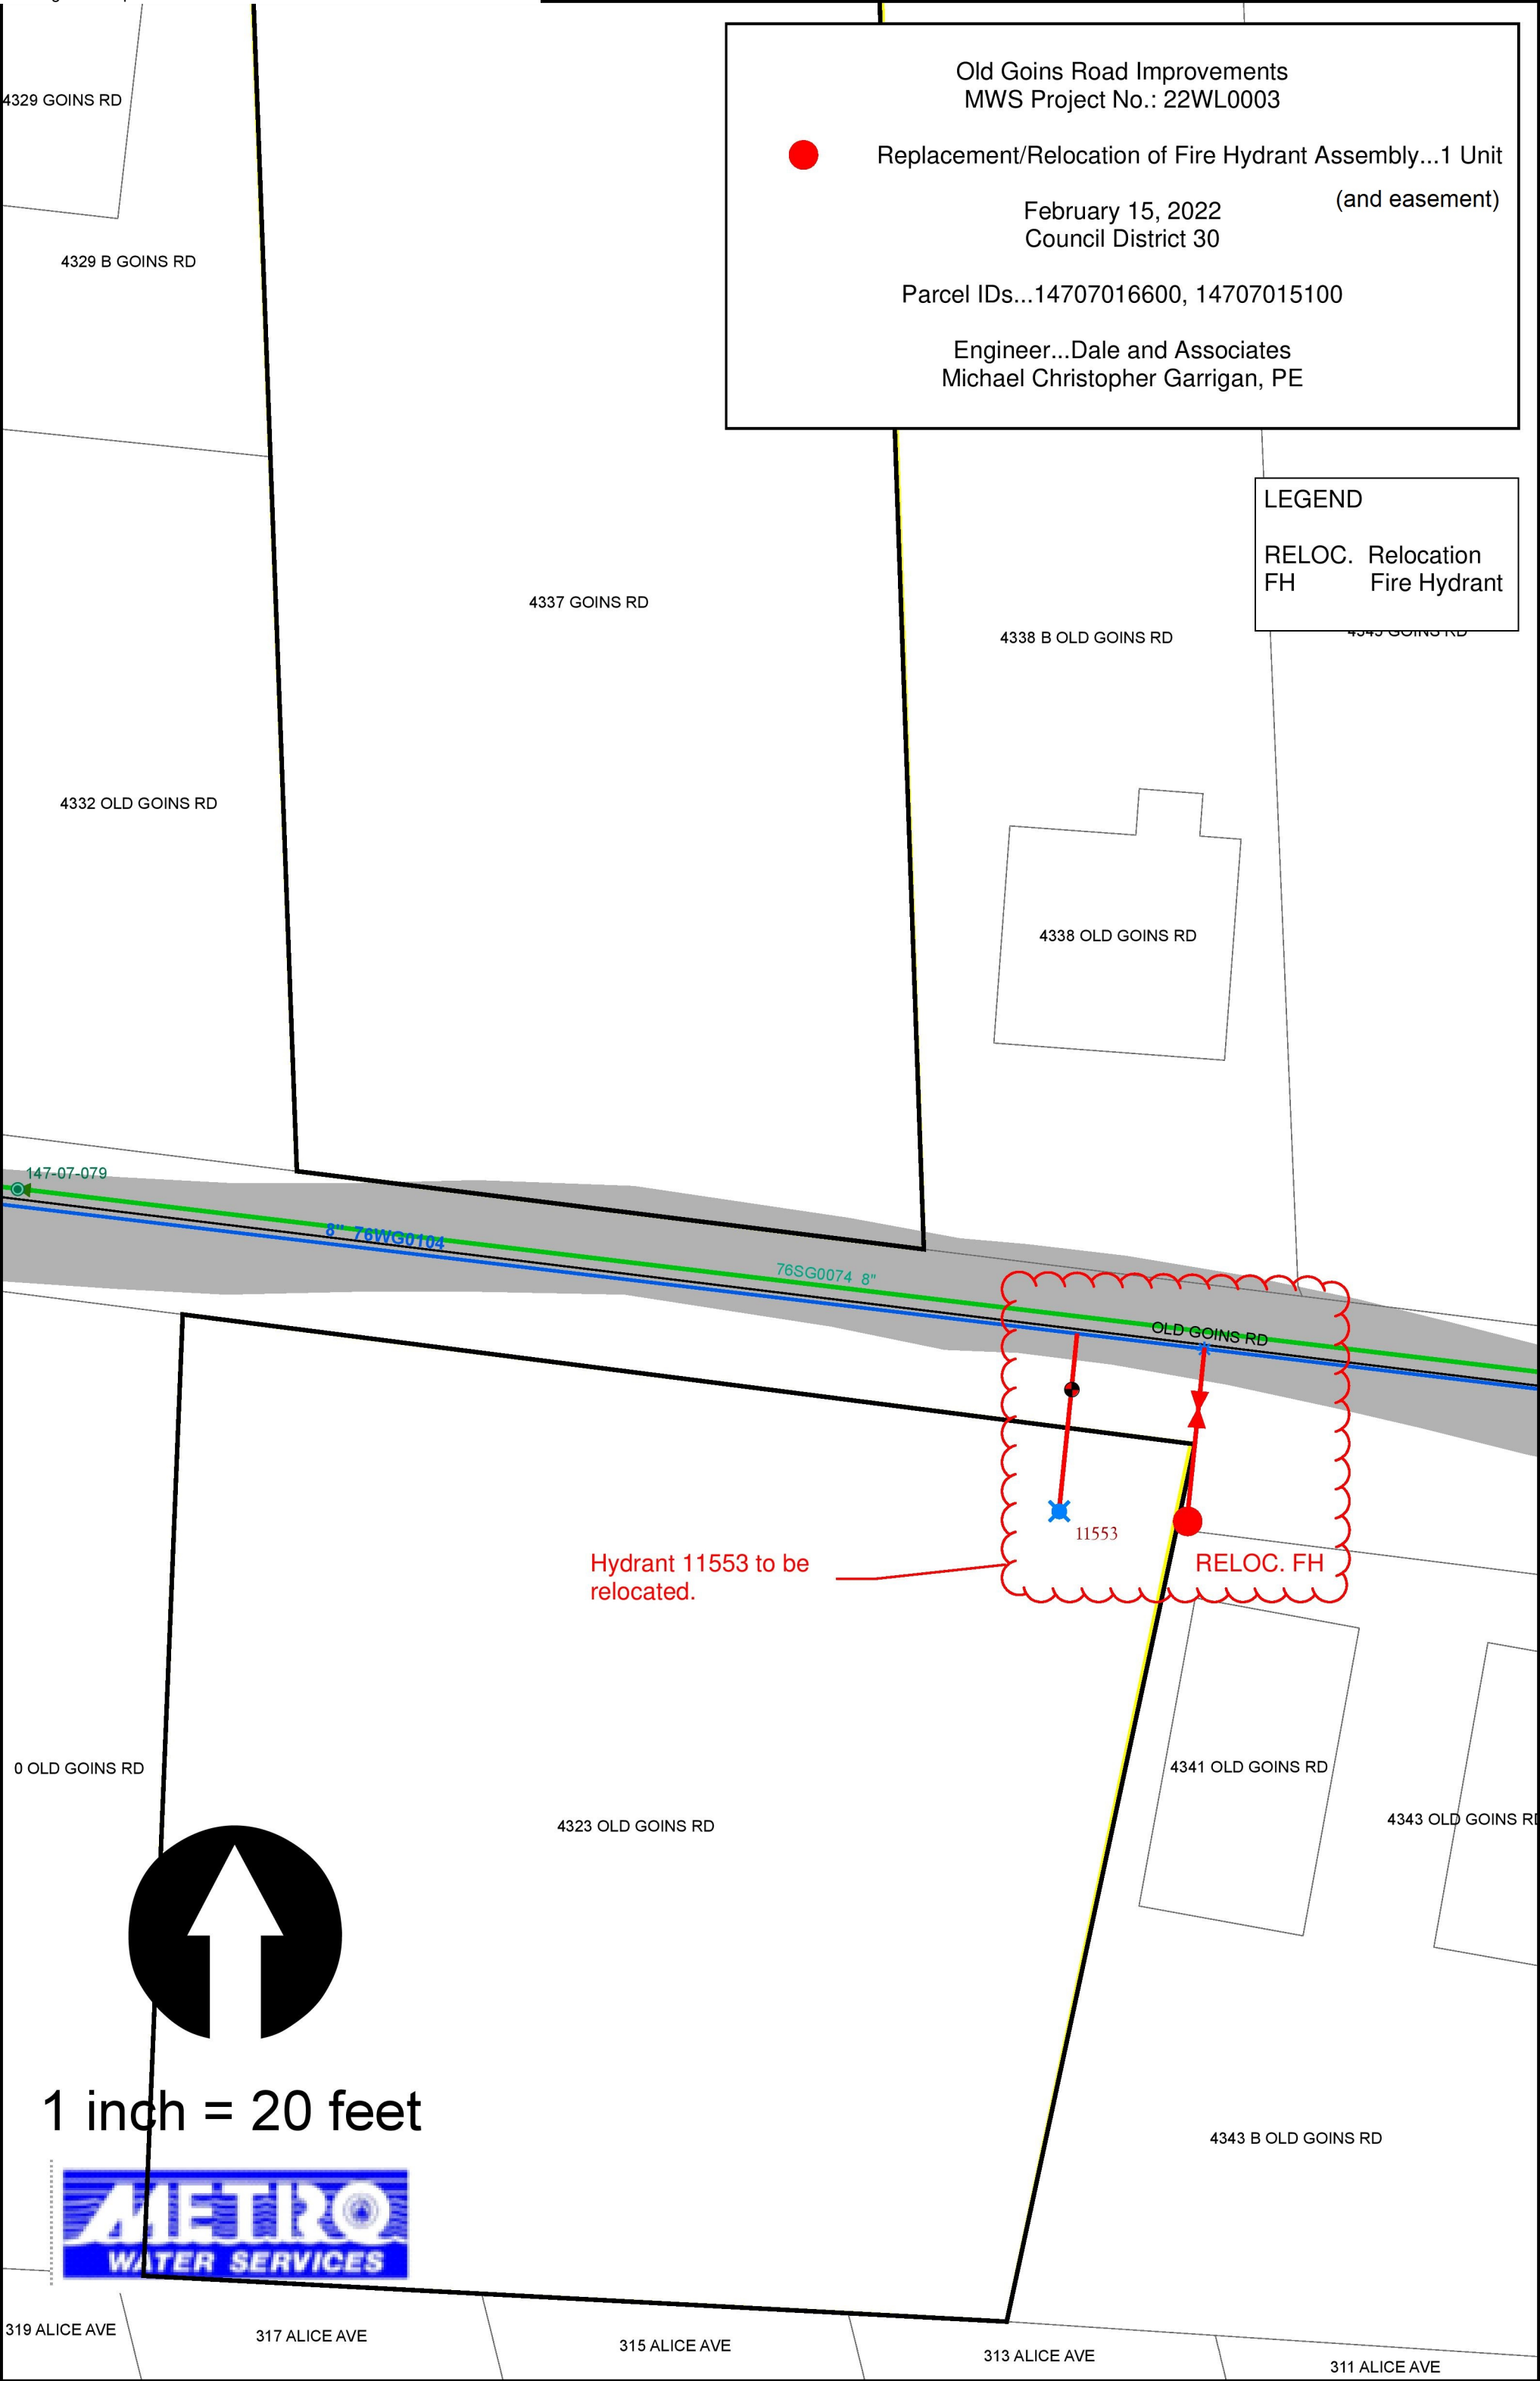 Old Goins Road Improvements
MWS Project No.: 22WL0003
Replacement/Relocation of Fire Hydrant Assembly...1 Unit
(and easement)
February 15, 2022
Council District 30
Parcel IDs...14707016600, 14707015100
Engineer...Dale and Associates
Michael Christopher Garrigan, PE
LEGEND
RELOC. Relocation
FH Fire Hydrant
4329 GOINS RD
4329 B GOINS RD
4337 GOINS RD
4338 B OLD GOINS RD
4332 OLD GOINS RD
4338 OLD GOINS RD
147-07-079
8" 76WG0104
76SG0074 8"
OLD GOINS RD
11553
Hydrant 11553 to be
relocated.
RELOC. FH
0 OLD GOINS RD
4323 OLD GOINS RD
4341 OLD GOINS RD
4343 OLD GOINS RD
1 inch = 20 feet
4343 B OLD GOINS RD
METRO
WATER SERVICES
319 ALICE AVE
317 ALICE AVE
315 ALICE AVE
313 ALICE AVE
311 ALICE AVE